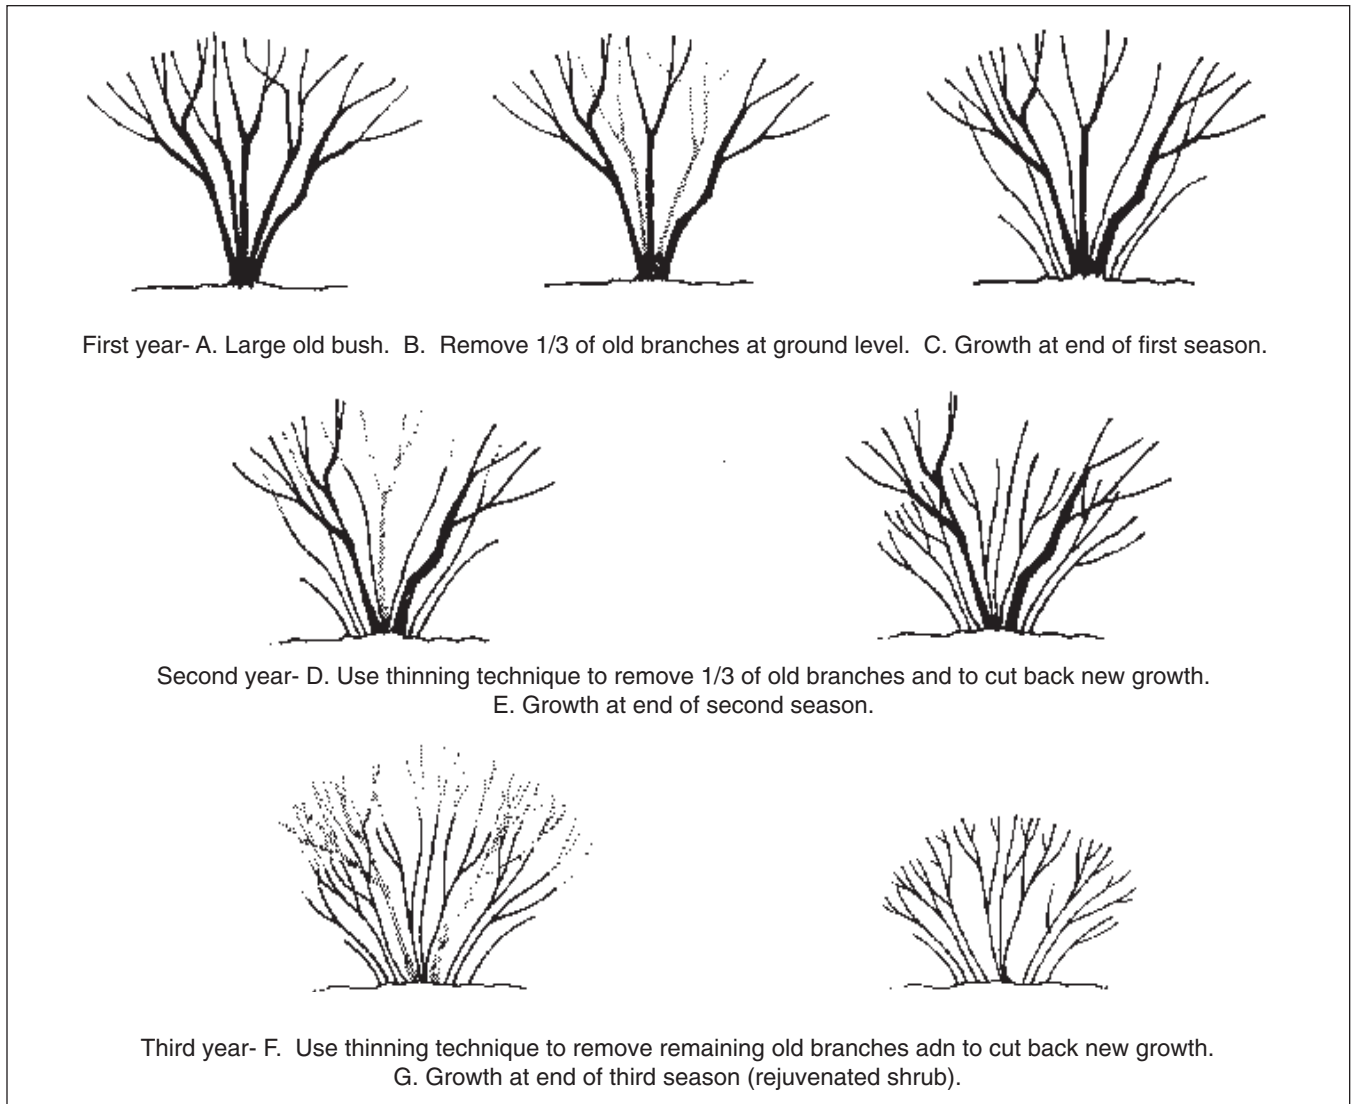 First year- A. Large old bush.  B.  Remove 1/3 of old branches at ground level.  C. Growth at end of first season.
Second year- D. Use thinning technique to remove 1/3 of old branches and to cut back new growth.
E. Growth at end of second season.
Third year- F.  Use thinning technique to remove remaining old branches adn to cut back new growth.
G. Growth at end of third season (rejuvenated shrub).